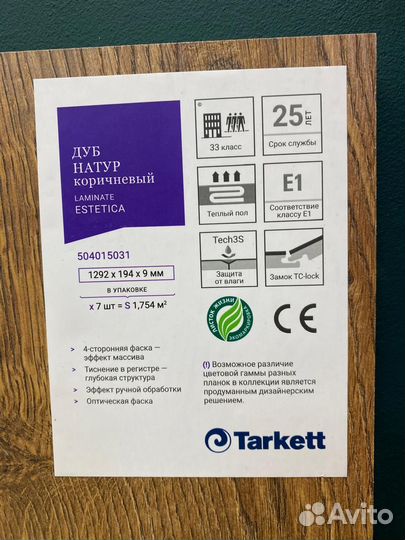 ДУБ
НАТУР
коричневый
LAMINATE
ESTETICA
504015031
1292 x 194 x 9 мм
В УПАКОВКЕ
x 7 шт = S 1,754 м²
> 4-сторонняя фаска —
эффект массива
> Тиснение в регистре —
глубокая структура
> Эффект ручной обработки
> Оптическая фаска
33 класс
25 ЛЕТ
Срок службы
Теплый пол
E1
Соответствие
классу E1
Tech3S
Защита
от влаги
Замок TC-lock
ЛИСТОК ЖИЗНИ
CE
(!) Возможное различие
цветовой гаммы разных
планок в коллекции является
продуманным дизайнерским
решением.
Tarkett
Avito